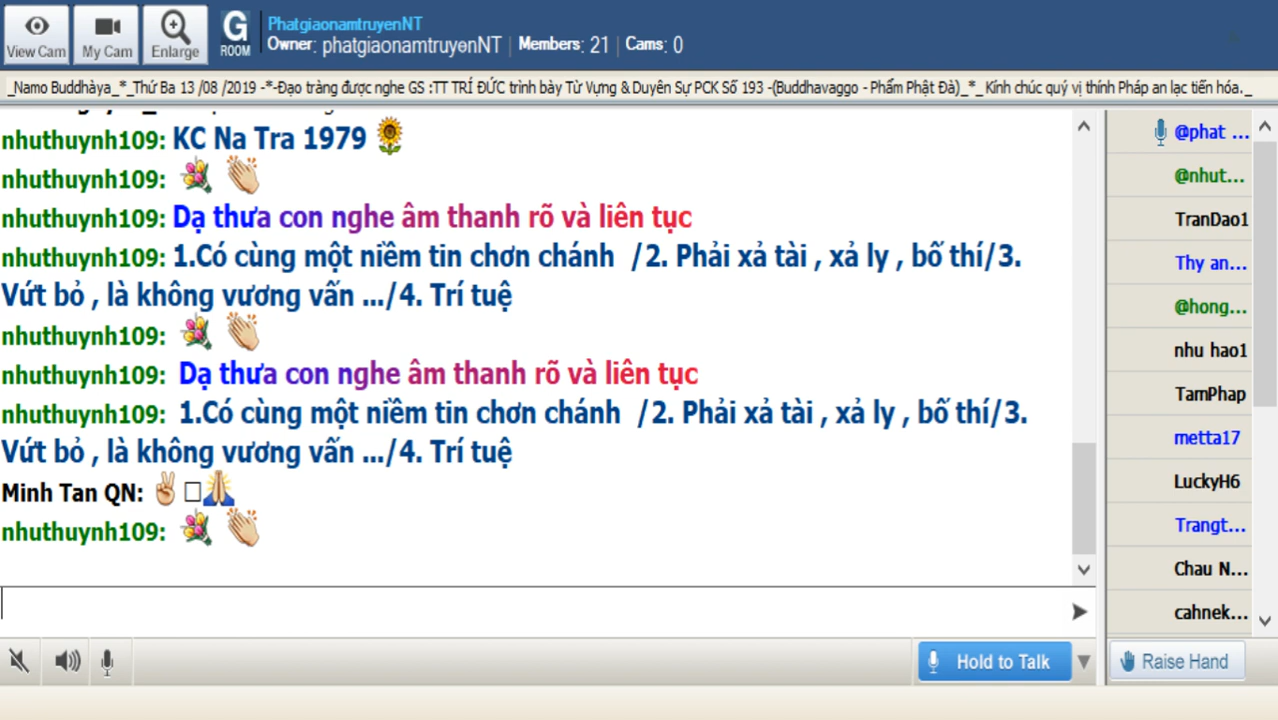 View Cam
My Cam
Enlarge
G
ROOM
PhatgiaonamtruyenNT
Owner: phatgiaonamtruyenNT | Members: 21 | Cams: 0
_Namo Buddhàya_*_Thứ Ba 13 /08 /2019 -*-Đạo tràng được nghe GS :TT TRÍ ĐỨC trình bày Từ Vựng & Duyên Sự PCK Số 193 -(Buddhavaggo - Phẩm Phật Đà)_*_ Kính chúc quý vị thính Pháp an lạc tiến hóa._
nhuthuynh109: KC Na Tra 1979 🌻
nhuthuynh109: 💐 👏
nhuthuynh109: Dạ thưa con nghe âm thanh rõ và liên tục
nhuthuynh109: 1.Có cùng một niềm tin chơn chánh /2. Phải xả tài , xả ly , bố thí/3.
Vứt bỏ , là không vương vấn .../4. Trí tuệ
nhuthuynh109: 💐 👏
nhuthuynh109: Dạ thưa con nghe âm thanh rõ và liên tục
nhuthuynh109: 1.Có cùng một niềm tin chơn chánh /2. Phải xả tài , xả ly , bố thí/3.
Vứt bỏ , là không vương vấn .../4. Trí tuệ
Minh Tan QN: ✌□🙏
nhuthuynh109: 💐 👏
@phat ...
@nhut...
TranDao1
Thy an...
@hong...
nhu hao1
TamPhap
metta17
LuckyH6
Trangt...
Chau N...
cahnek...
Hold to Talk
Raise Hand